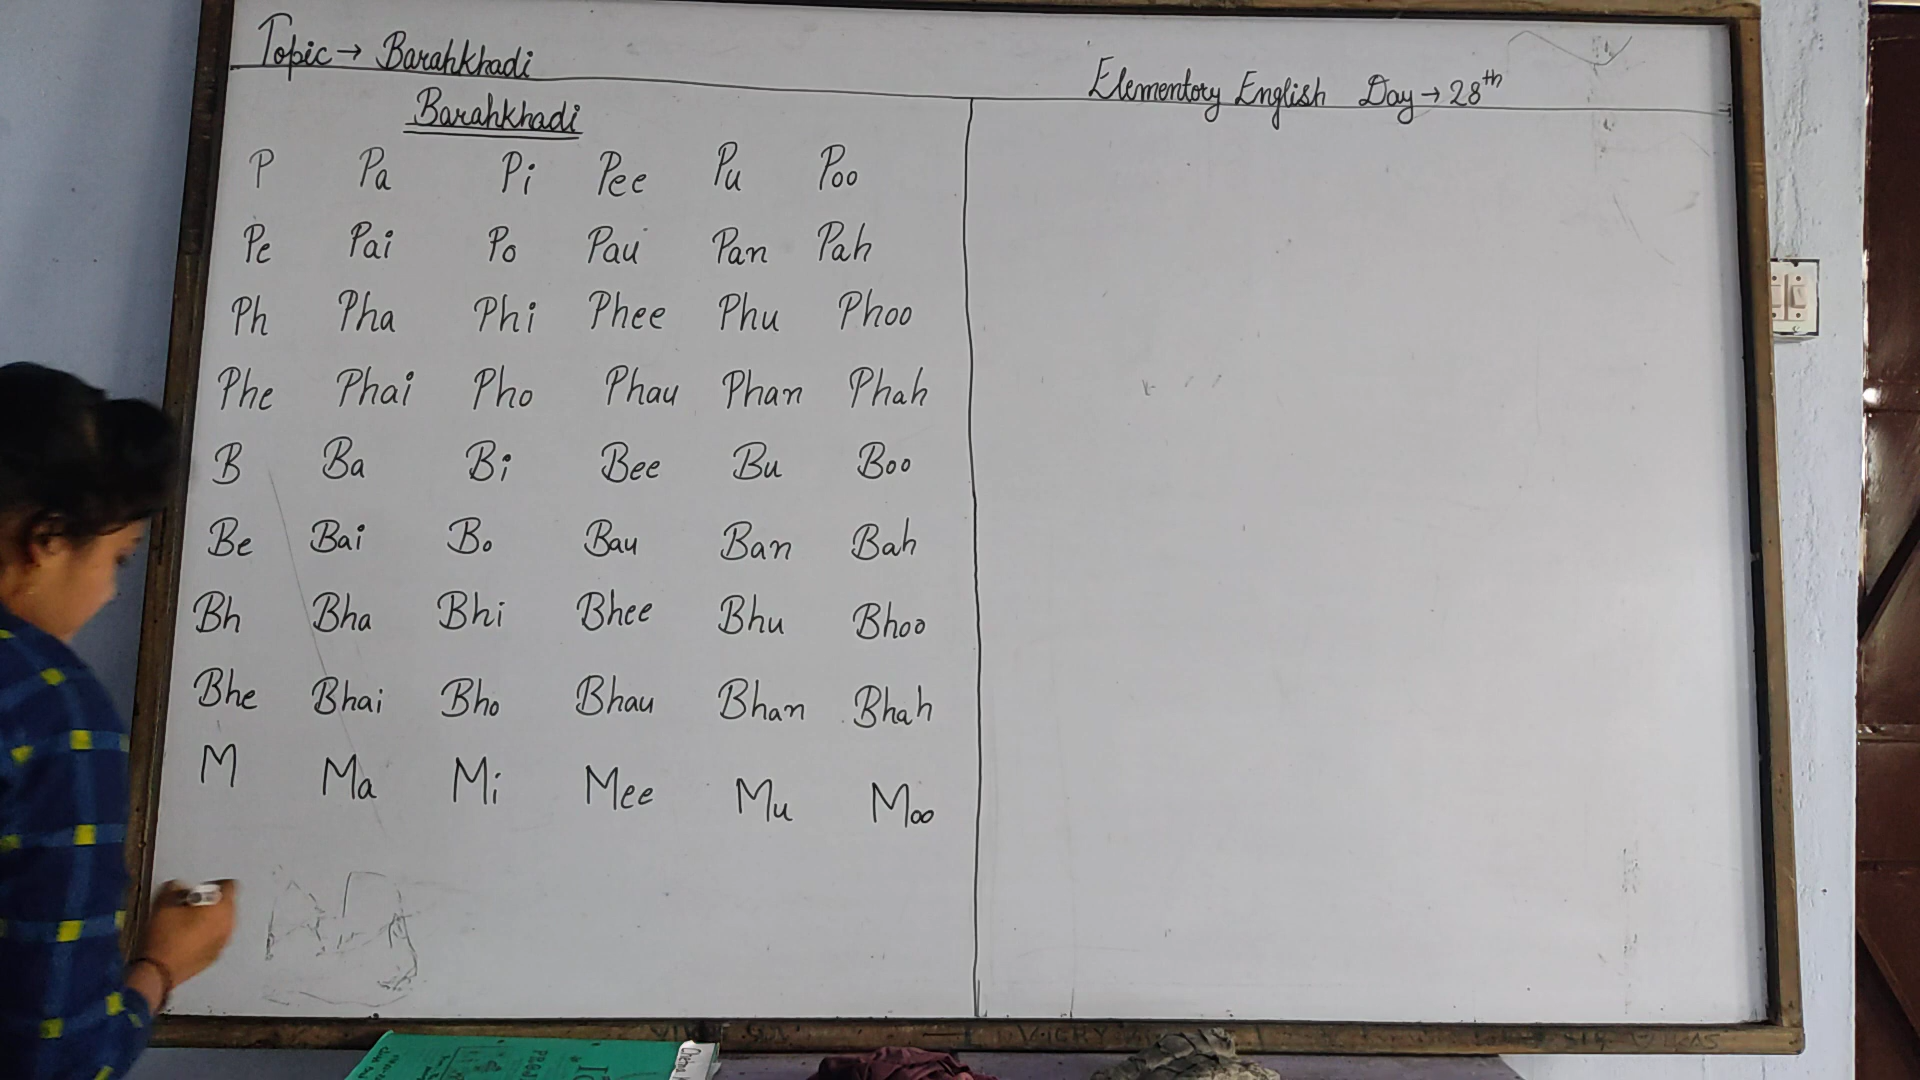 Topic → Barahkhadi
Elementory English Day → 28th
Barahkhadi
P Pa Pi Pee Pu Poo
Pe Pai Po Pau Pan Pah
Ph Pha Phi Phee Phu Phoo
Phe Phai Pho Phau Phan Phah
B Ba Bi Bee Bu Boo
Be Bai Bo Bau Ban Bah
Bh Bha Bhi Bhee Bhu Bhoo
Bhe Bhai Bho Bhau Bhan Bhah
M Ma Mi Mee Mu Moo